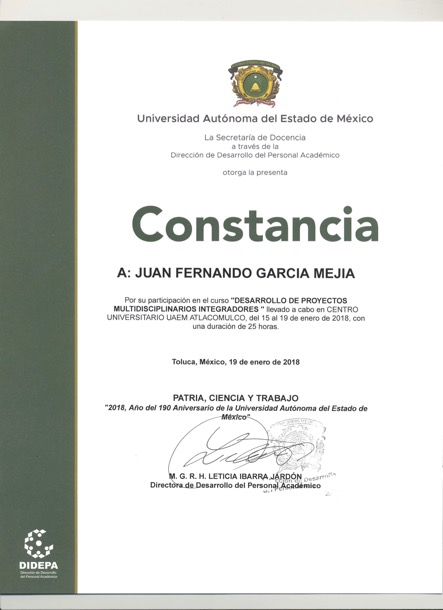 Universidad Autónoma del Estado de México
La Secretaría de Docencia
a través de la
Dirección de Desarrollo del Personal Académico
otorga la presenta
Constancia
A: JUAN FERNANDO GARCIA MEJIA
Por su participación en el curso "DESARROLLO DE PROYECTOS
MULTIDISCIPLINARIOS INTEGRADORES " llevado a cabo en CENTRO
UNIVERSITARIO UAEM ATLACOMULCO, del 15 al 19 de enero de 2018, con
una duración de 25 horas.
Toluca, México, 19 de enero de 2018
PATRIA, CIENCIA Y TRABAJO
"2018, Año del 190 Aniversario de la Universidad Autónoma del Estado de
México"
M. G. R. H. LETICIA IBARRA JARDÓN
Directora de Desarrollo del Personal Académico
DIDEPA
Dirección de Desarrollo
del Personal Académico